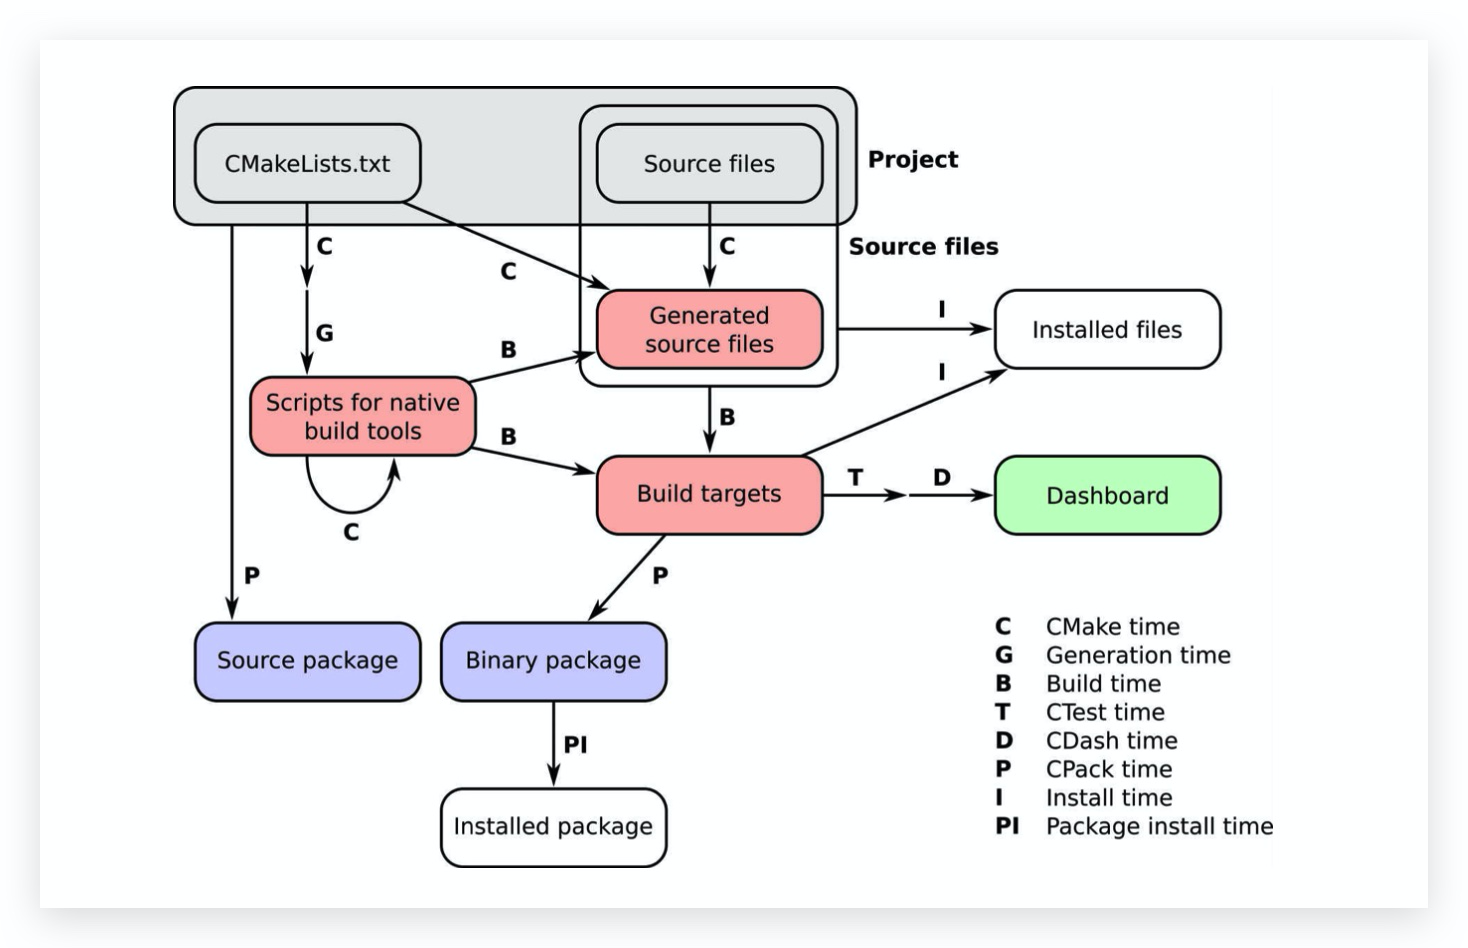 CMakeLists.txt
Source files
Project
C
C
C
Source files
G
B
Generated
source files
I
Installed files
I
Scripts for native
build tools
B
B
C
Build targets
T
D
Dashboard
P
P
Source package
Binary package
PI
Installed package
C CMake time
G Generation time
B Build time
T CTest time
D CDash time
P CPack time
I Install time
PI Package install time